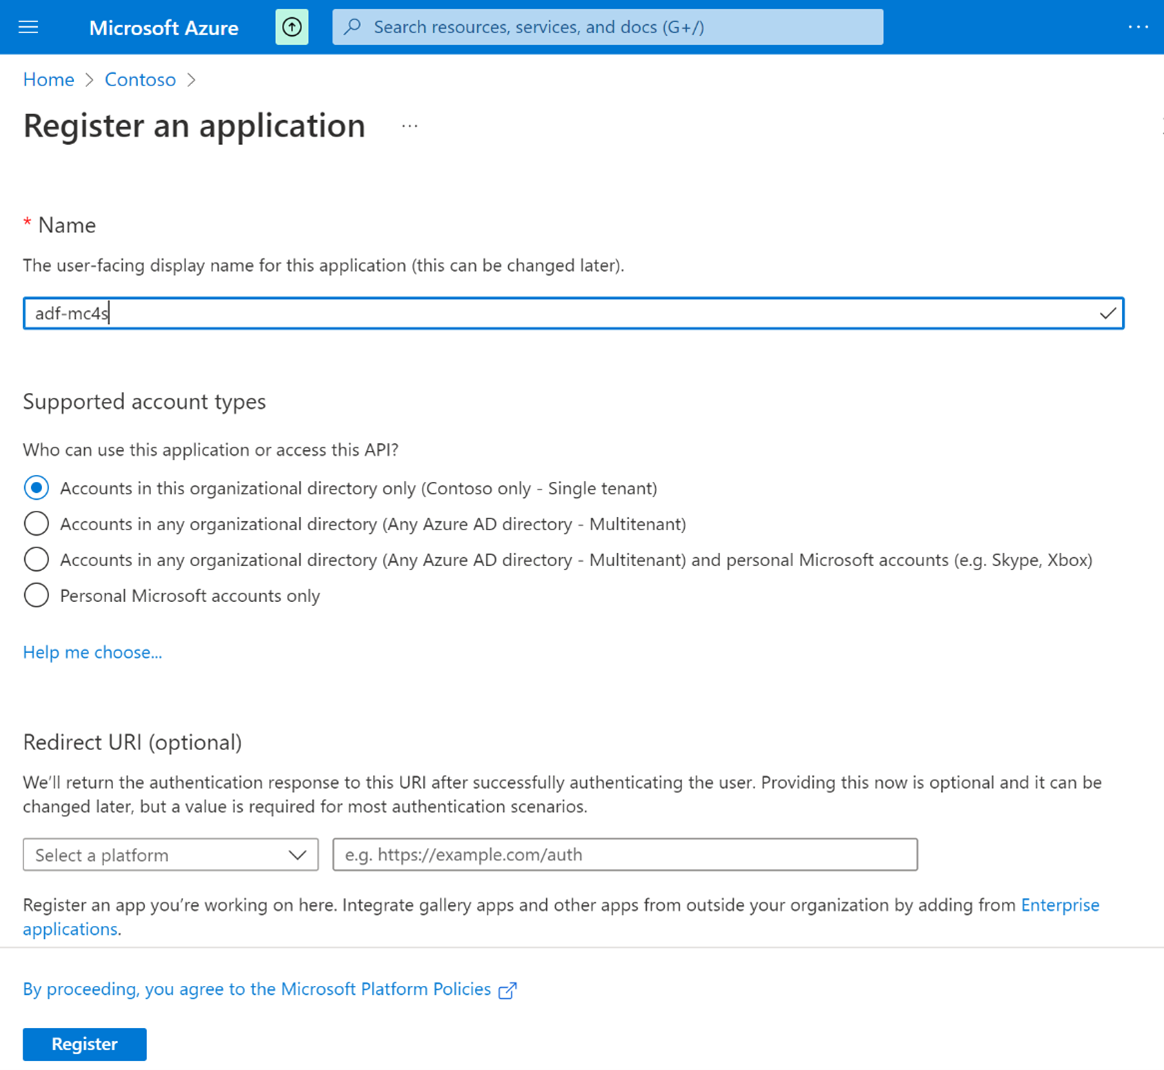 Microsoft Azure
Search resources, services, and docs (G+/)
Home > Contoso >
Register an application ...
* Name
The user-facing display name for this application (this can be changed later).
adf-mc4s
Supported account types
Who can use this application or access this API?
Accounts in this organizational directory only (Contoso only - Single tenant)
Accounts in any organizational directory (Any Azure AD directory - Multitenant)
Accounts in any organizational directory (Any Azure AD directory - Multitenant) and personal Microsoft accounts (e.g. Skype, Xbox)
Personal Microsoft accounts only
Help me choose...
Redirect URI (optional)
We'll return the authentication response to this URI after successfully authenticating the user. Providing this now is optional and it can be
changed later, but a value is required for most authentication scenarios.
Select a platform
e.g. https://example.com/auth
Register an app you're working on here. Integrate gallery apps and other apps from outside your organization by adding from Enterprise
applications.
By proceeding, you agree to the Microsoft Platform Policies
Register